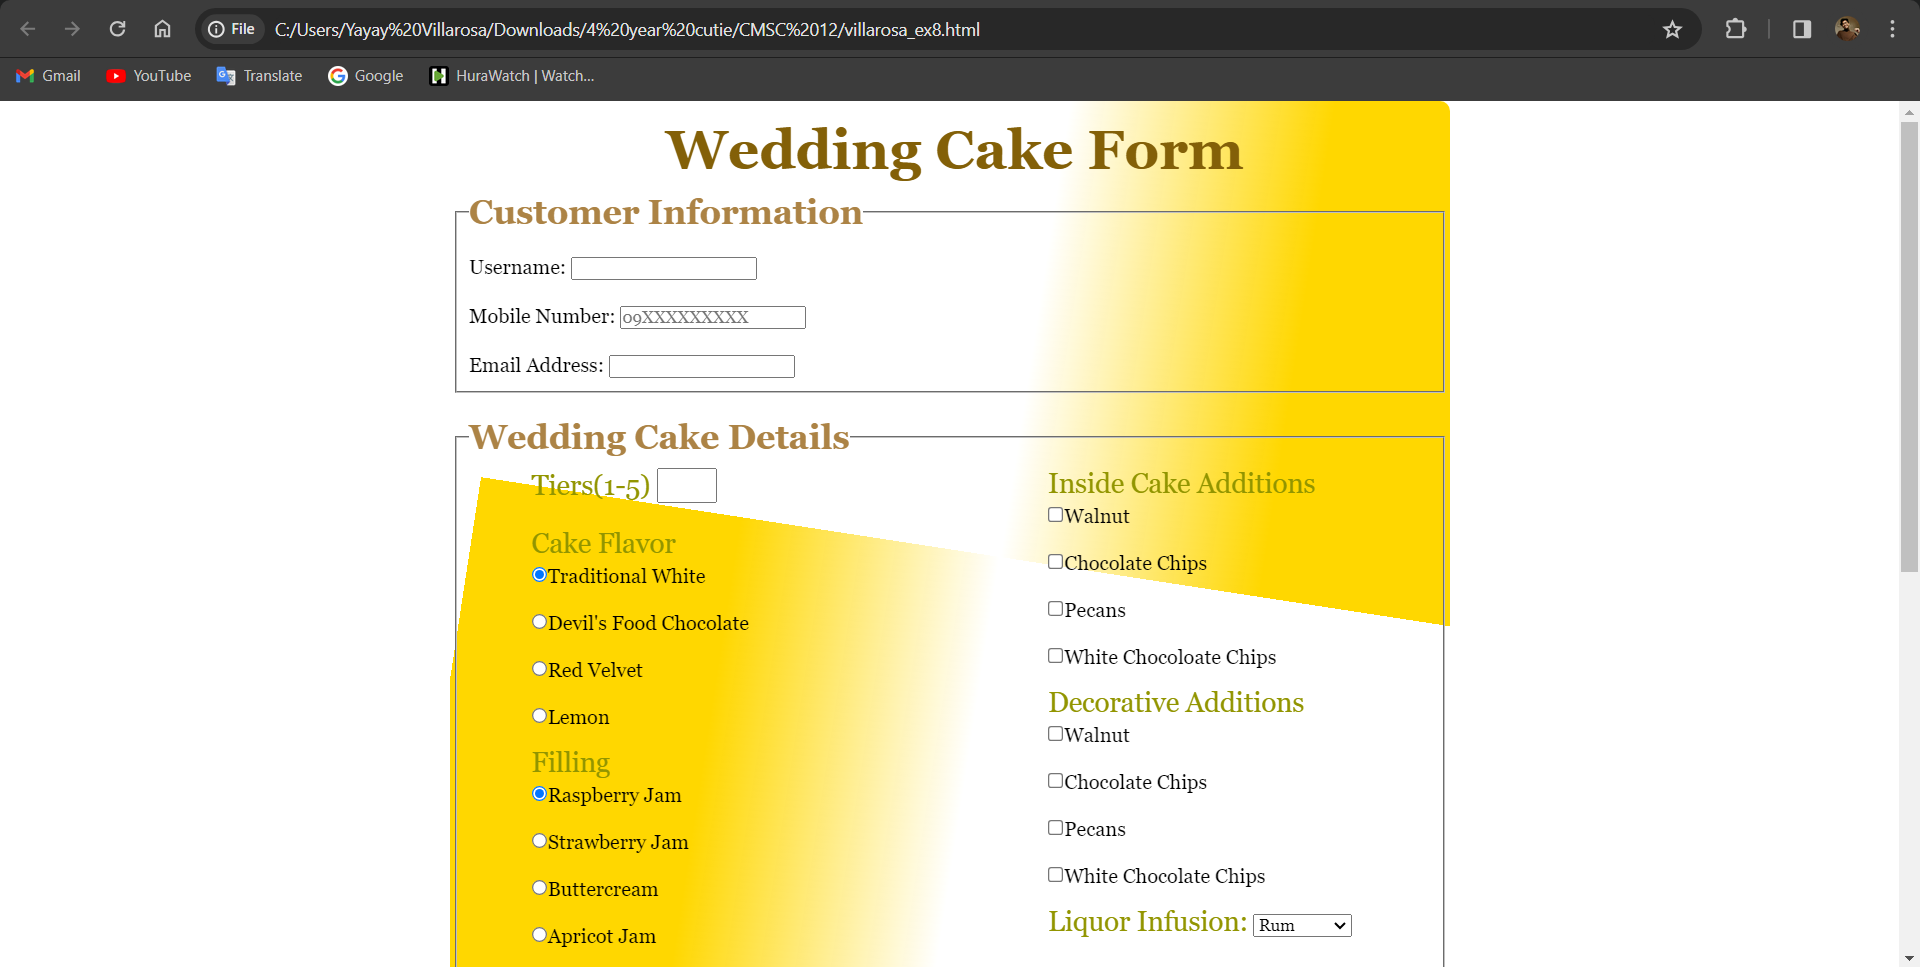 File C:/Users/Yayay%20Villarosa/Downloads/4%20year%20cutie/CMSC%2012/villarosa_ex8.html
Gmail YouTube Translate Google HuraWatch | Watch...
Wedding Cake Form
Customer Information
Username:
Mobile Number: 09XXXXXXXXX
Email Address:
Wedding Cake Details
Tiers(1-5)
Cake Flavor
Traditional White
Devil's Food Chocolate
Red Velvet
Lemon
Filling
Raspberry Jam
Strawberry Jam
Buttercream
Apricot Jam
Inside Cake Additions
Walnut
Chocolate Chips
Pecans
White Chocoloate Chips
Decorative Additions
Walnut
Chocolate Chips
Pecans
White Chocolate Chips
Liquor Infusion: Rum